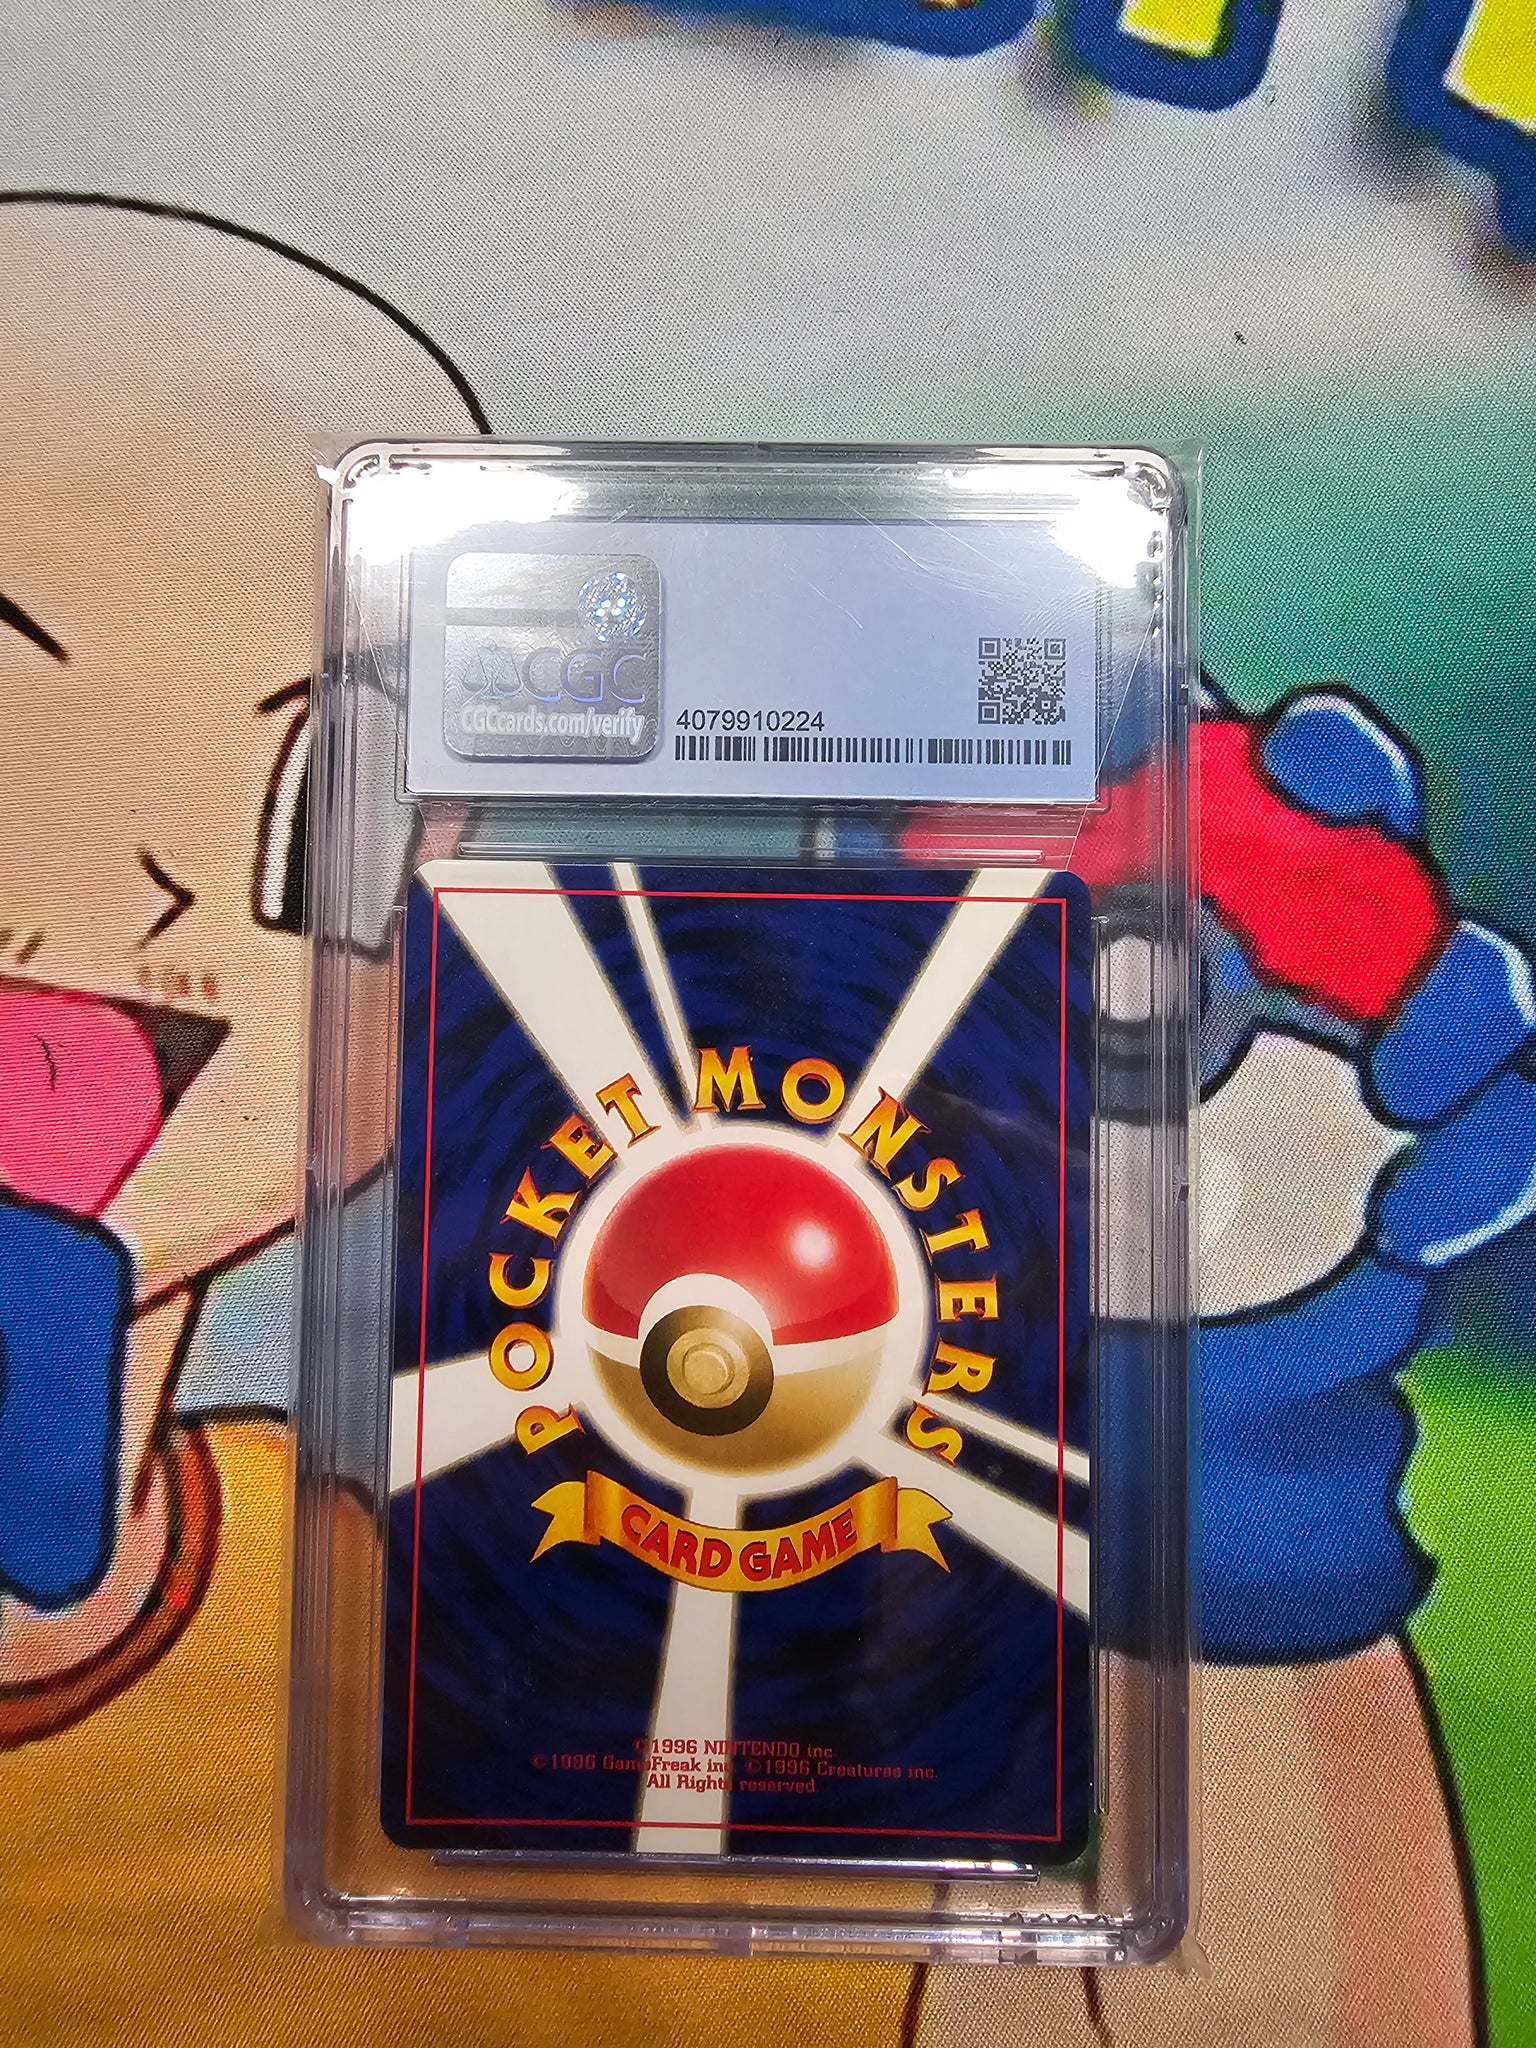 CGC
CGCcards.com/verify
4079910224
POCKET MONSTERS
CARD GAME
©1996 NINTENDO inc.
©1996 GameFreak inc. ©1996 Creatures inc.
All Rights reserved.